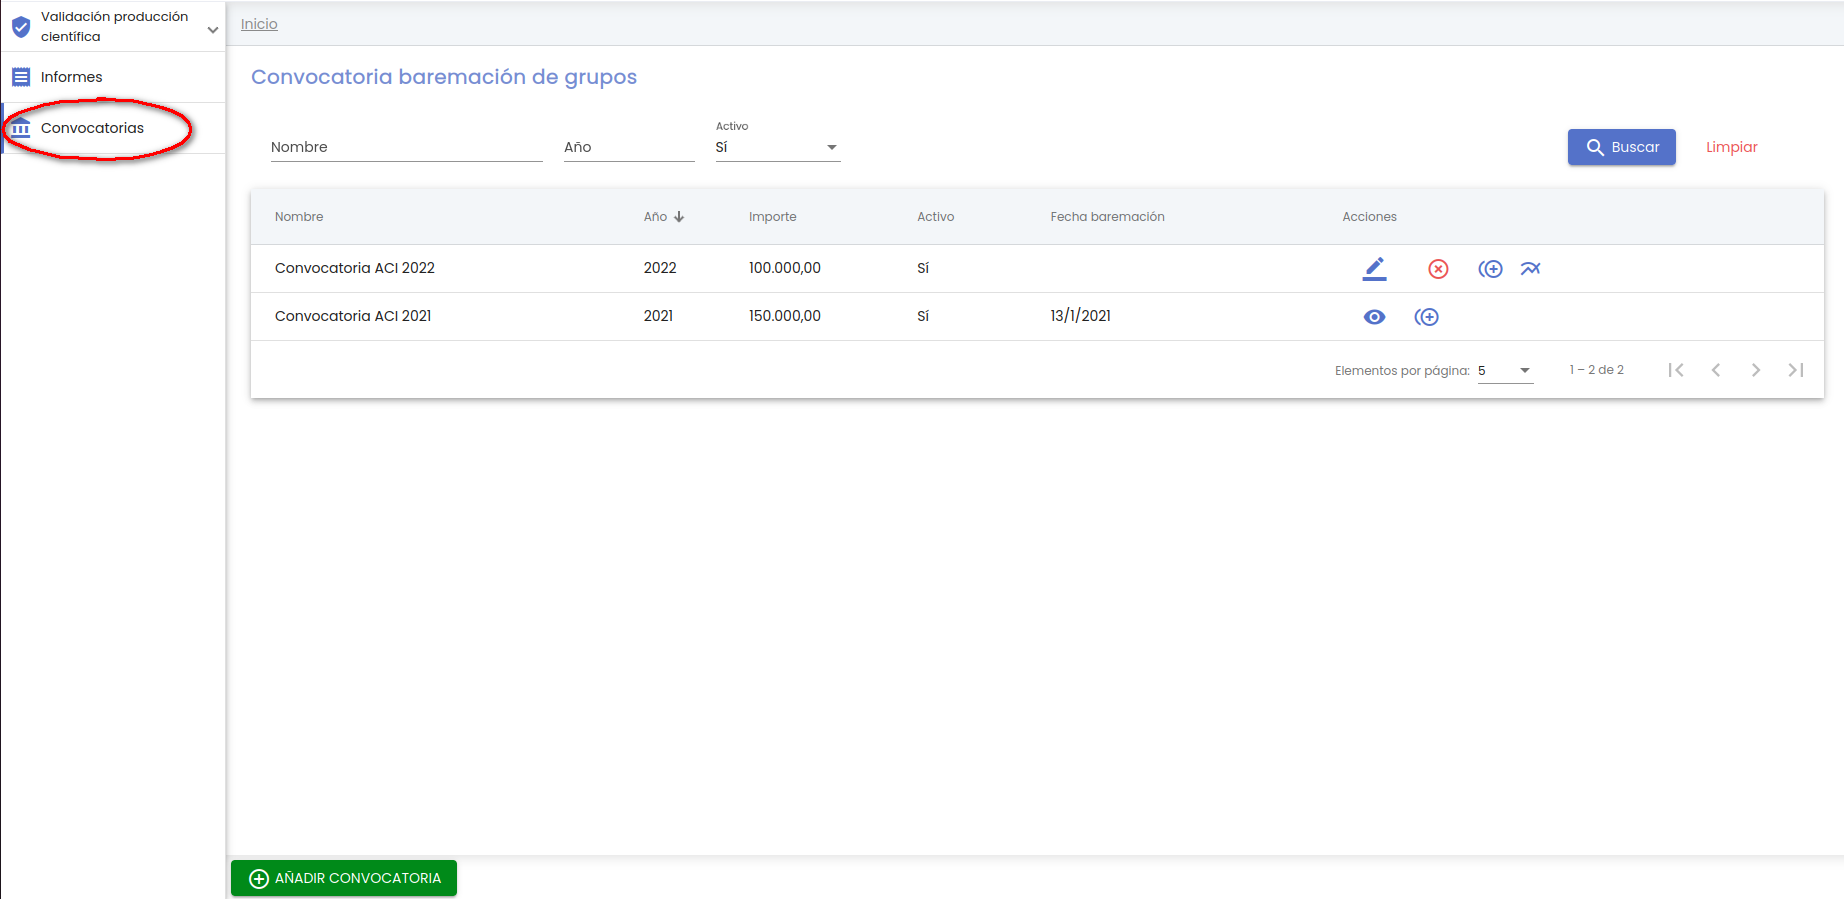 Validación producción
científica
Informes
Convocatorias
Inicio
Convocatoria baremación de grupos
Activo
Nombre Año Sí Buscar Limpiar
Nombre Año Importe Activo Fecha baremación Acciones
Convocatoria ACI 2022 2022 100.000,00 Sí
Convocatoria ACI 2021 2021 150.000,00 Sí 13/1/2021
Elementos por página: 5 1 – 2 de 2
AÑADIR CONVOCATORIA